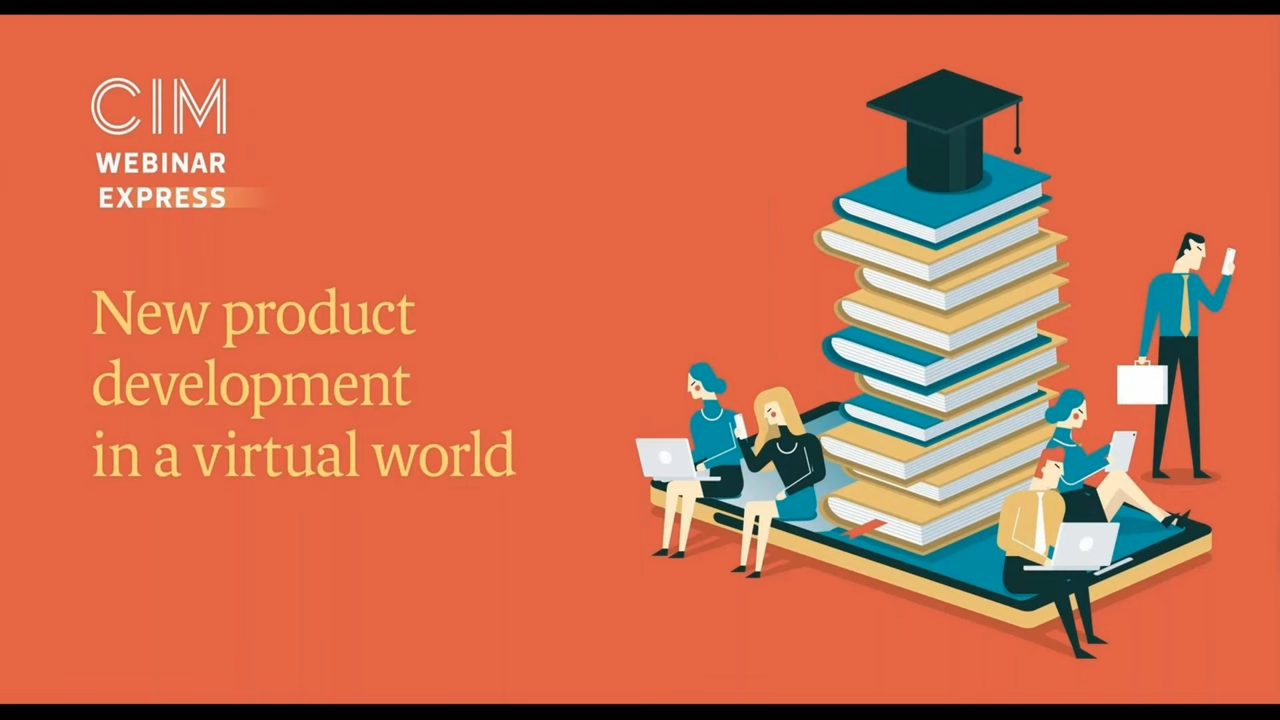 CIM
WEBINAR
EXPRESS
New product
development
in a virtual world